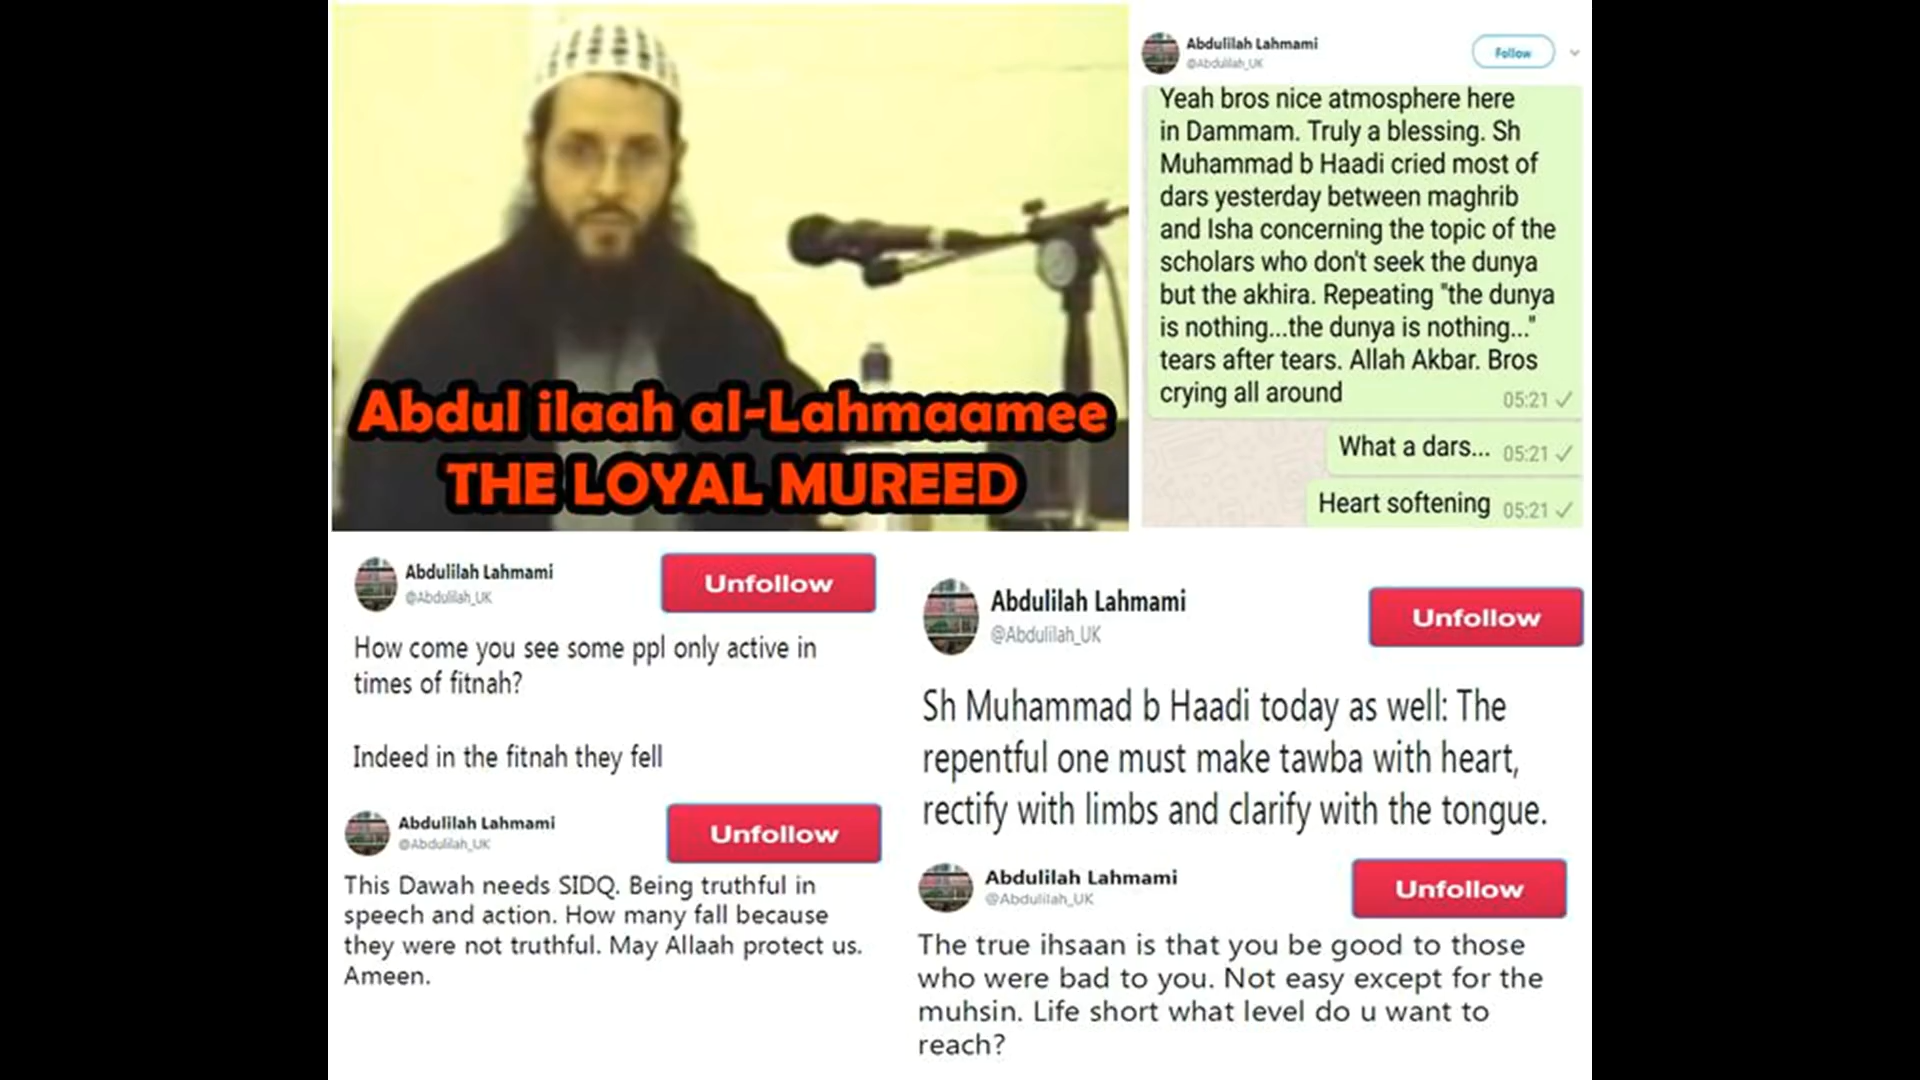 Abdul ilaah al-Lahmaamee
THE LOYAL MUREED
Abdulilah Lahmami
@Abdulilah_UK
Follow
Yeah bros nice atmosphere here
in Dammam. Truly a blessing. Sh
Muhammad b Haadi cried most of
dars yesterday between maghrib
and Isha concerning the topic of the
scholars who don't seek the dunya
but the akhira. Repeating "the dunya
is nothing...the dunya is nothing..."
tears after tears. Allah Akbar. Bros
crying all around
05:21
What a dars... 05:21
Heart softening 05:21
Abdulilah Lahmami
@Abdulilah_UK
Unfollow
How come you see some ppl only active in
times of fitnah?
Indeed in the fitnah they fell
Abdulilah Lahmami
@Abdulilah_UK
Unfollow
This Dawah needs SIDQ. Being truthful in
speech and action. How many fall because
they were not truthful. May Allaah protect us.
Ameen.
Abdulilah Lahmami
@Abdulilah_UK
Unfollow
Sh Muhammad b Haadi today as well: The
repentful one must make tawba with heart,
rectify with limbs and clarify with the tongue.
Abdulilah Lahmami
@Abdulilah_UK
Unfollow
The true ihsaan is that you be good to those
who were bad to you. Not easy except for the
muhsin. Life short what level do u want to
reach?